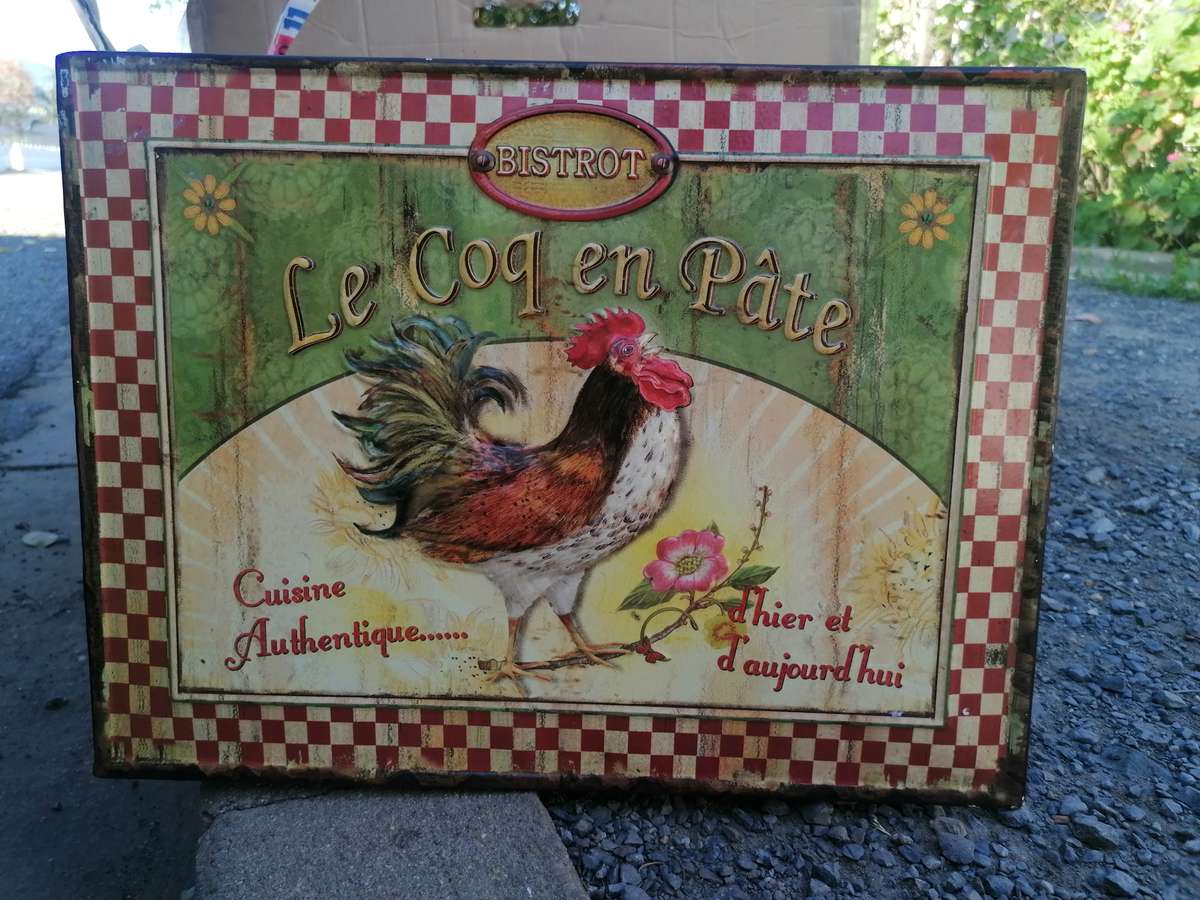 BISTROT
Le Coq en Pâte
Cuisine
Authentique......
d'hier et
d'aujourd'hui